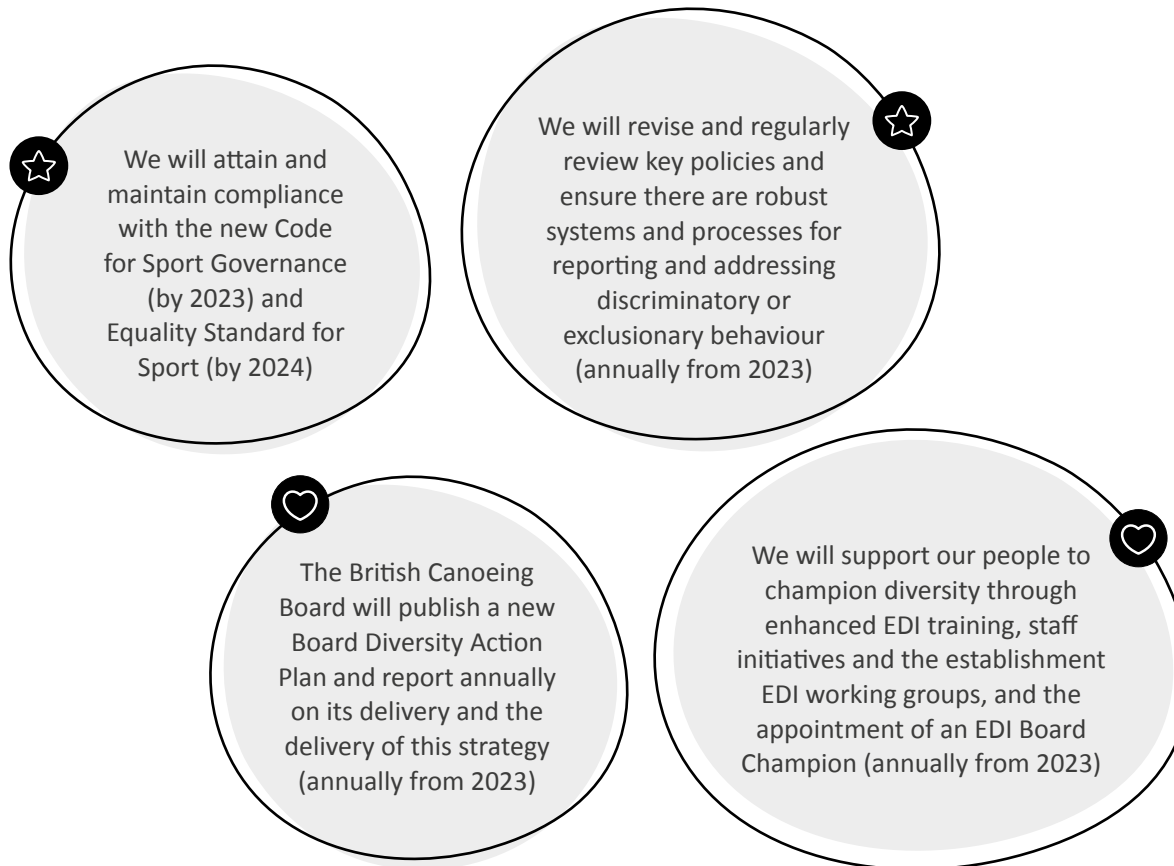 We will attain and
maintain compliance
with the new Code
for Sport Governance
(by 2023) and
Equality Standard for
Sport (by 2024)
We will revise and regularly
review key policies and
ensure there are robust
systems and processes for
reporting and addressing
discriminatory or
exclusionary behaviour
(annually from 2023)
The British Canoeing
Board will publish a new
Board Diversity Action
Plan and report annually
on its delivery and the
delivery of this strategy
(annually from 2023)
We will support our people to
champion diversity through
enhanced EDI training, staff
initiatives and the establishment
EDI working groups, and the
appointment of an EDI Board
Champion (annually from 2023)